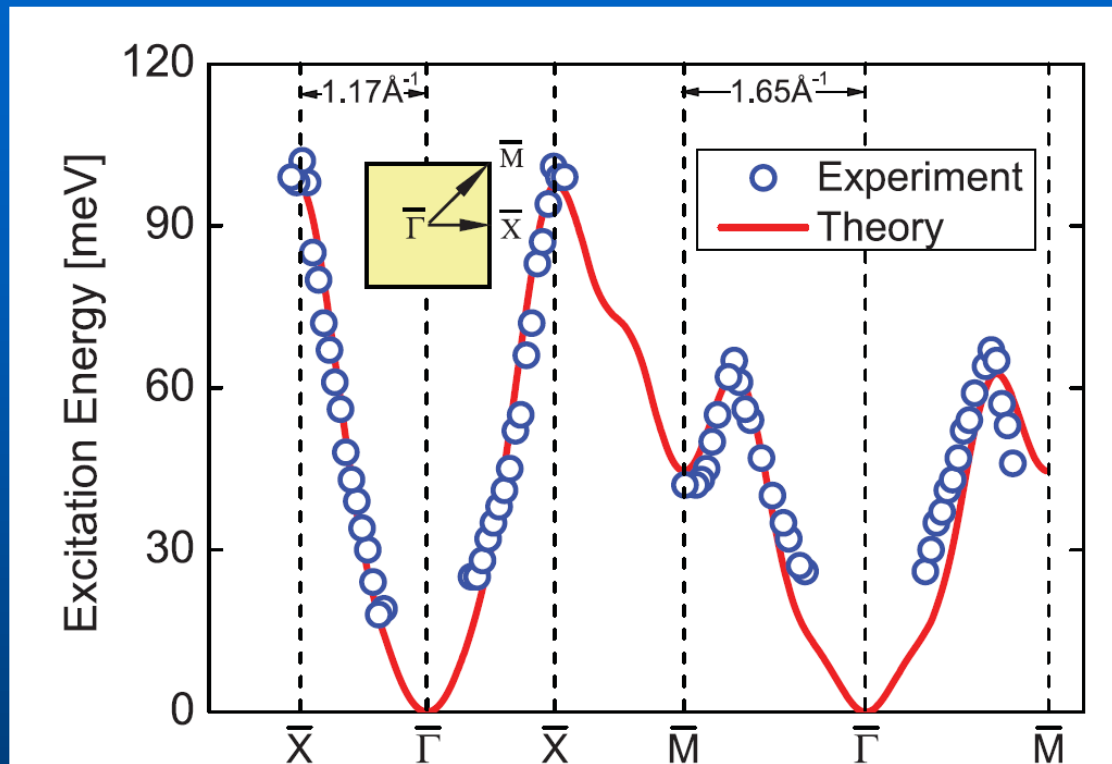 Excitation Energy [meV]
120
90
60
30
0
1.17Å⁻¹
1.65Å⁻¹
M̅
Γ̅
X̅
Experiment
Theory
X̅ Γ̅ X̅ M̅ Γ̅ M̅